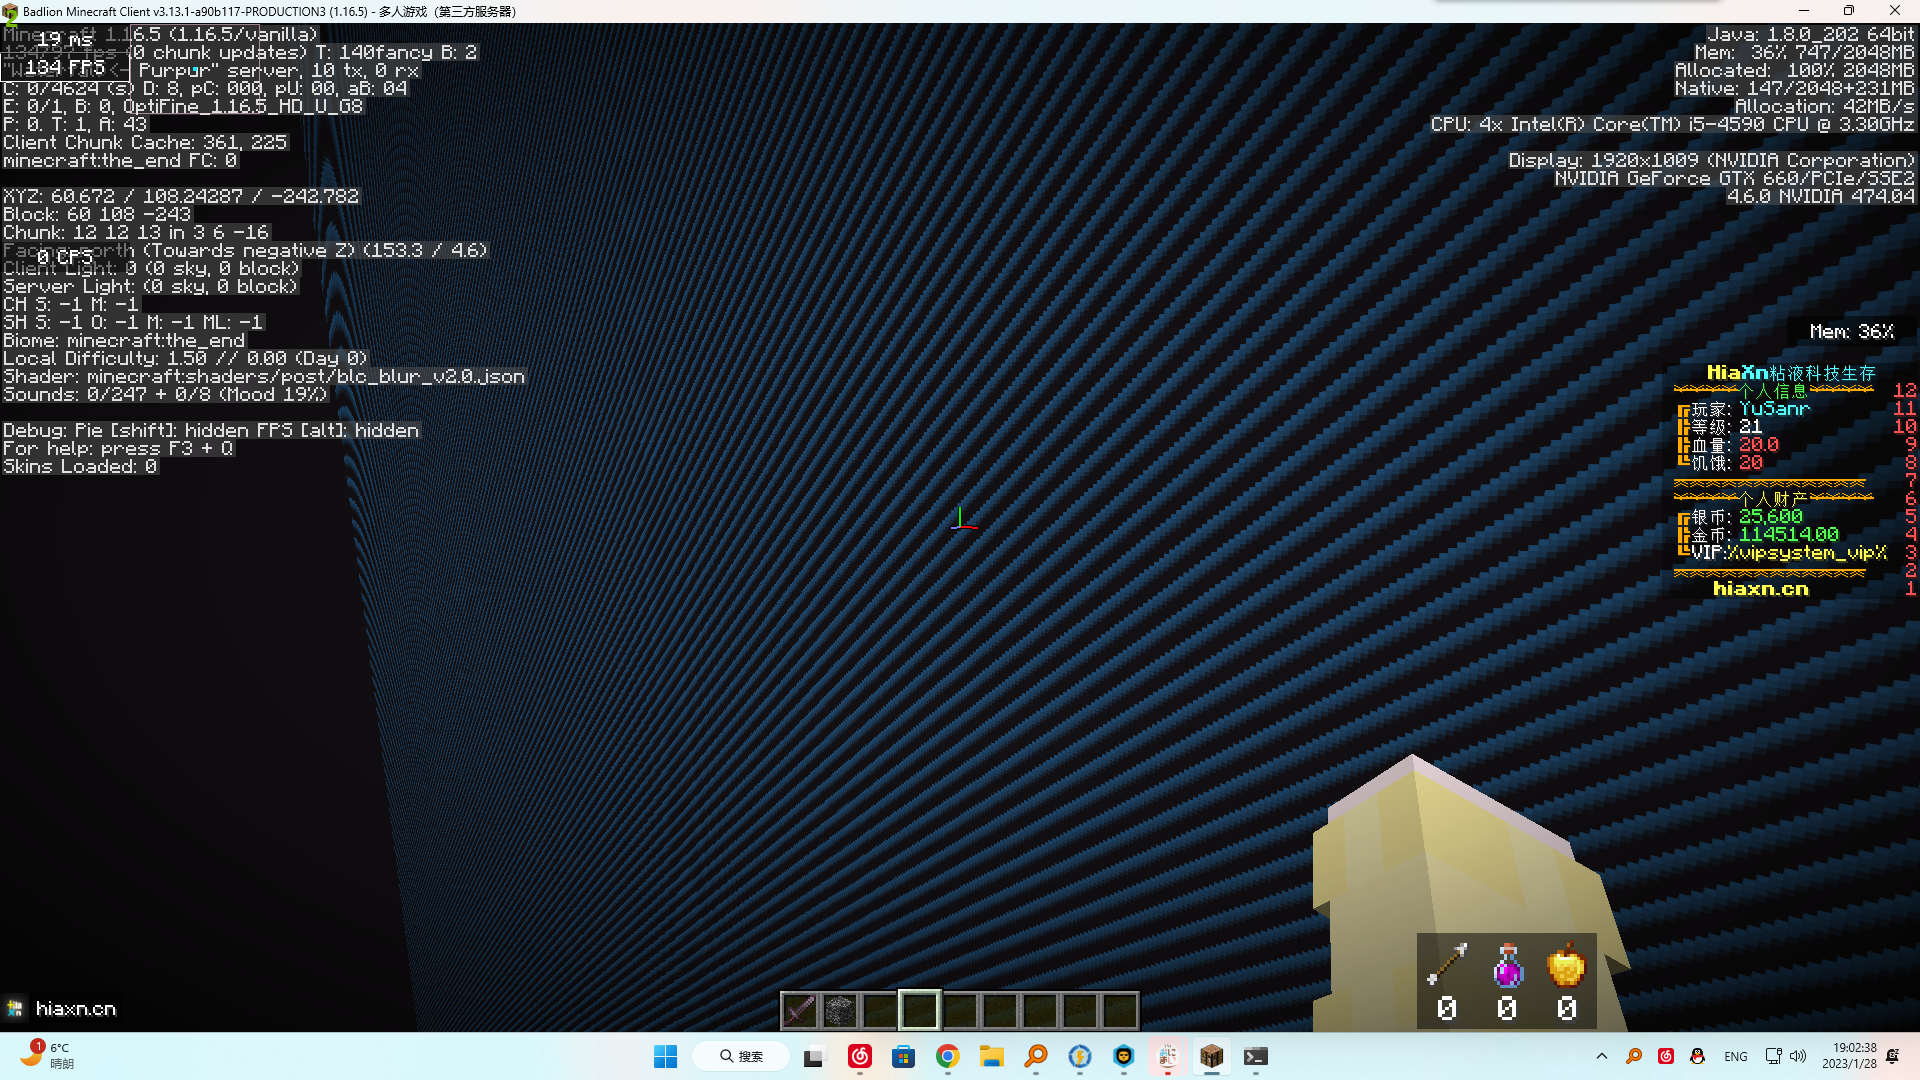 Badlion Minecraft Client v3.13.1-a90b117-PRODUCTION3 (1.16.5) - 多人游戏（第三方服务器）
Minecraft 1.16.5 (1.16.5/vanilla)
19 ms
(0 chunk updates) T: 140fancy B: 2
134 FPS
Purpur" server, 10 tx, 0 rx
C: 0/4624 (s) D: 8, pC: 000, pU: 00, aB: 04
E: 0/1, B: 0, OptiFine_1.16.5_HD_U_G8
P: 0. T: 1, A: 43
Client Chunk Cache: 361, 225
minecraft:the_end FC: 0
XYZ: 60.672 / 108.24287 / -242.782
Block: 60 108 -243
Chunk: 12 12 13 in 3 6 -16
Facing: north (Towards negative Z) (153.3 / 4.6)
0 CPS
Client Light: 0 (0 sky, 0 block)
Server Light: (0 sky, 0 block)
CH S: -1 M: -1
SH S: -1 O: -1 M: -1 ML: -1
Biome: minecraft:the_end
Local Difficulty: 1.50 // 0.00 (Day 0)
Shader: minecraft:shaders/post/blc_blur_v2.0.json
Sounds: 0/247 + 0/8 (Mood 19%)
Debug: Pie [shift]: hidden FPS [alt]: hidden
For help: press F3 + Q
Skins Loaded: 0
Java: 1.8.0_202 64bit
Mem: 36% 747/2048MB
Allocated: 100% 2048MB
Native: 147/2048+231MB
Allocation: 42MB/s
CPU: 4x Intel(R) Core(TM) i5-4590 CPU @ 3.30GHz
Display: 1920x1009 (NVIDIA Corporation)
NVIDIA GeForce GTX 660/PCIe/SSE2
4.6.0 NVIDIA 474.04
Mem: 36%
HiaXn粘液科技生存
个人信息 12
玩家: YuSanr 11
等级: 21 10
血量: 20.0 9
饥饿: 20 8
7
个人财产 6
银币: 25,600 5
金币: 114514.00 4
VIP:%vipsystem_vip% 3
2
hiaxn.cn 1
hiaxn.cn
0 0 0
1
6°C
晴朗
搜索
ENG
19:02:38
2023/1/28